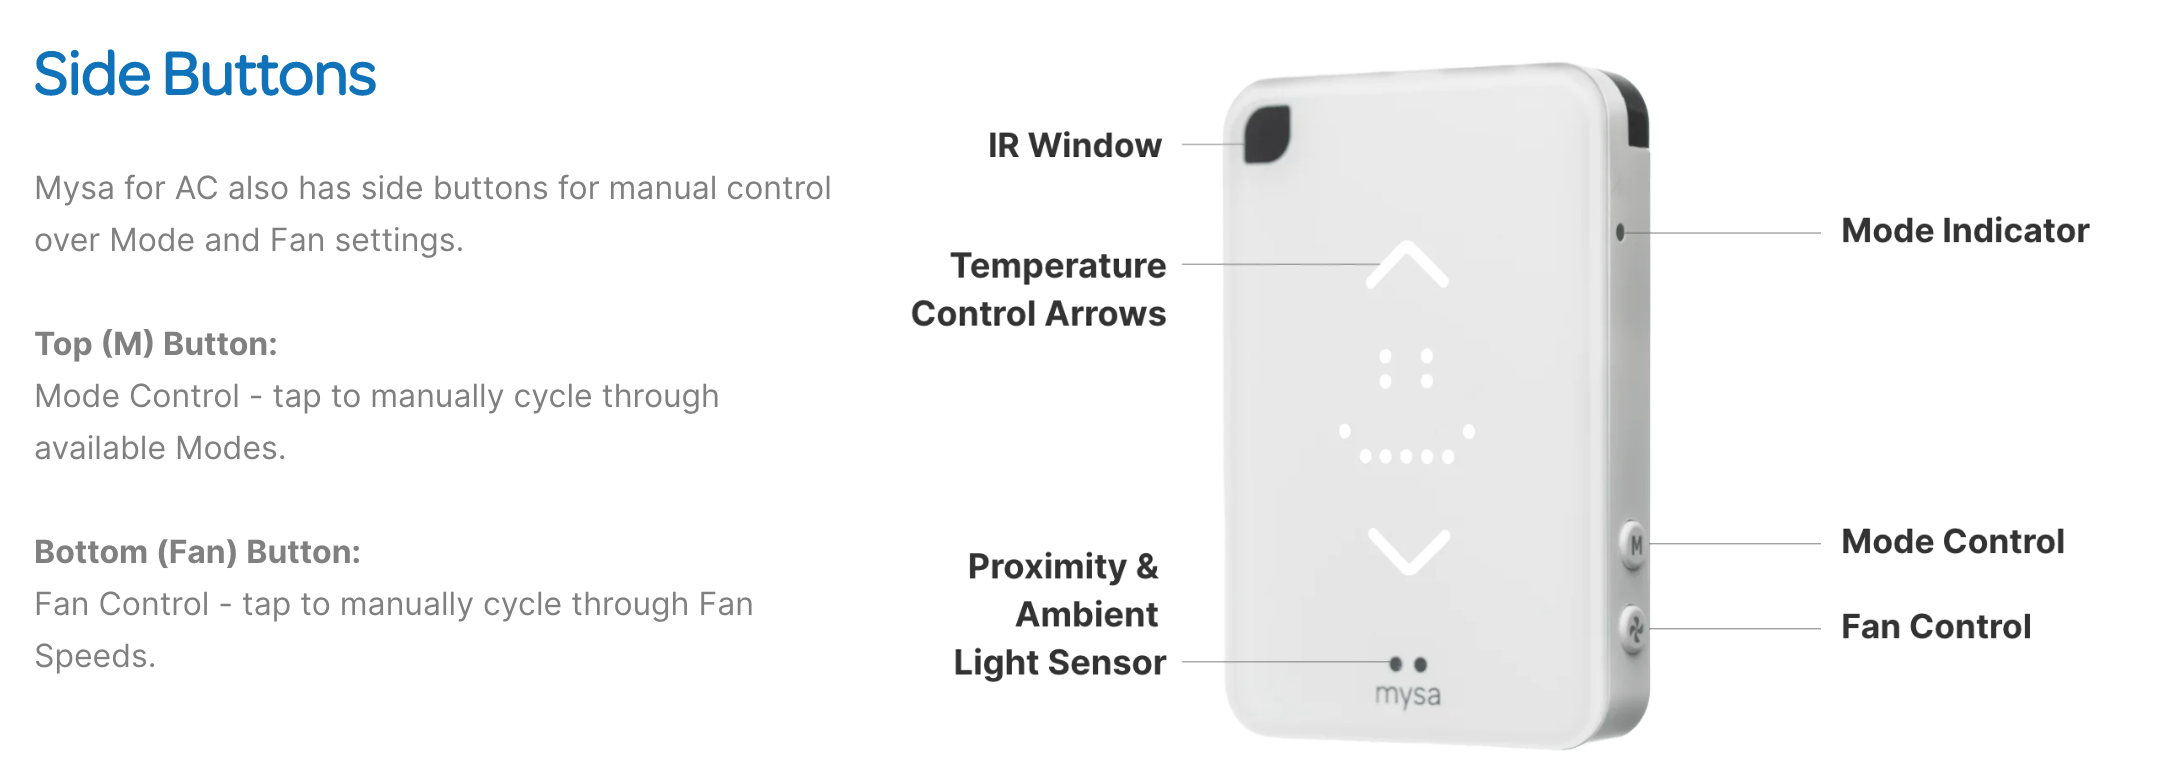 Side Buttons
Mysa for AC also has side buttons for manual control
over Mode and Fan settings.
Top (M) Button:
Mode Control - tap to manually cycle through
available Modes.
Bottom (Fan) Button:
Fan Control - tap to manually cycle through Fan
Speeds.
IR Window
Temperature
Control Arrows
Proximity &
Ambient
Light Sensor
mysa
Mode Indicator
M
Mode Control
Fan Control